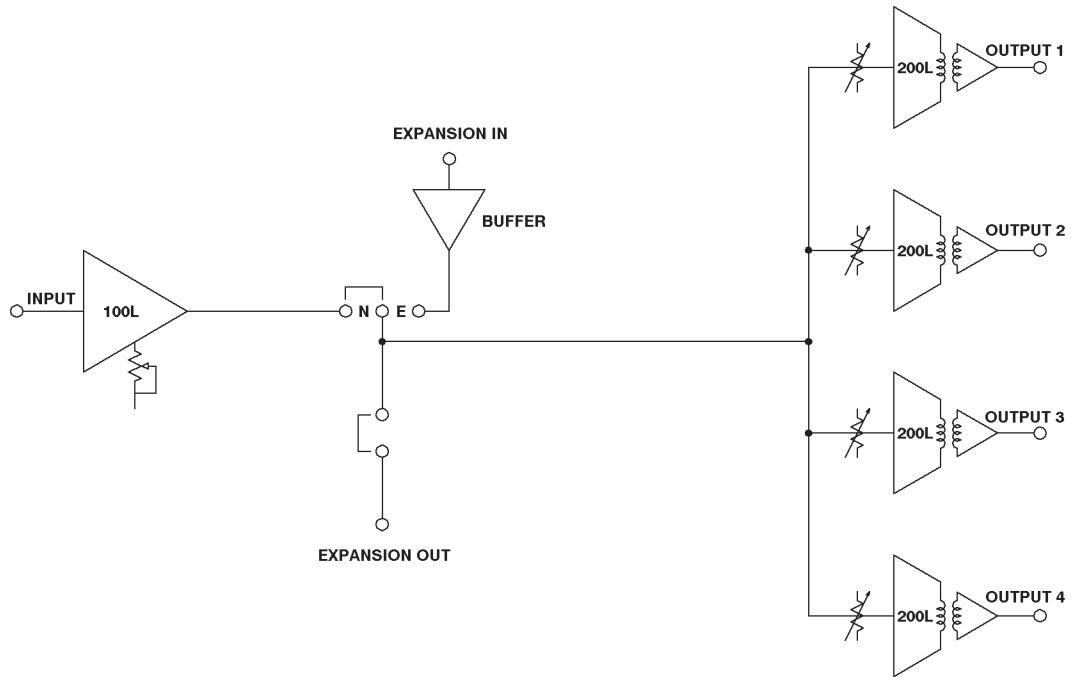 OUTPUT 1
200L
EXPANSION IN
BUFFER
OUTPUT 2
200L
INPUT
100L
N E
OUTPUT 3
200L
EXPANSION OUT
OUTPUT 4
200L